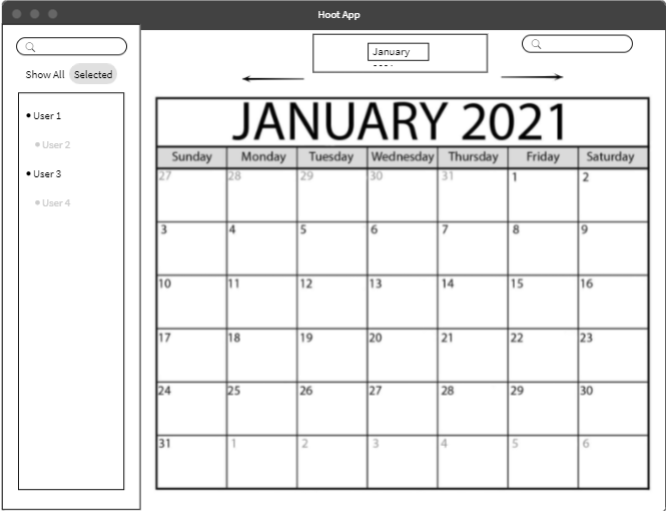 Hoot App
Show All Selected
• User 1
• User 2
• User 3
• User 4
January
JANUARY 2021
Sunday Monday Tuesday Wednesday Thursday Friday Saturday
27 28 29 30 31 1 2
3 4 5 6 7 8 9
10 11 12 13 14 15 16
17 18 19 20 21 22 23
24 25 26 27 28 29 30
31 1 2 3 4 5 6